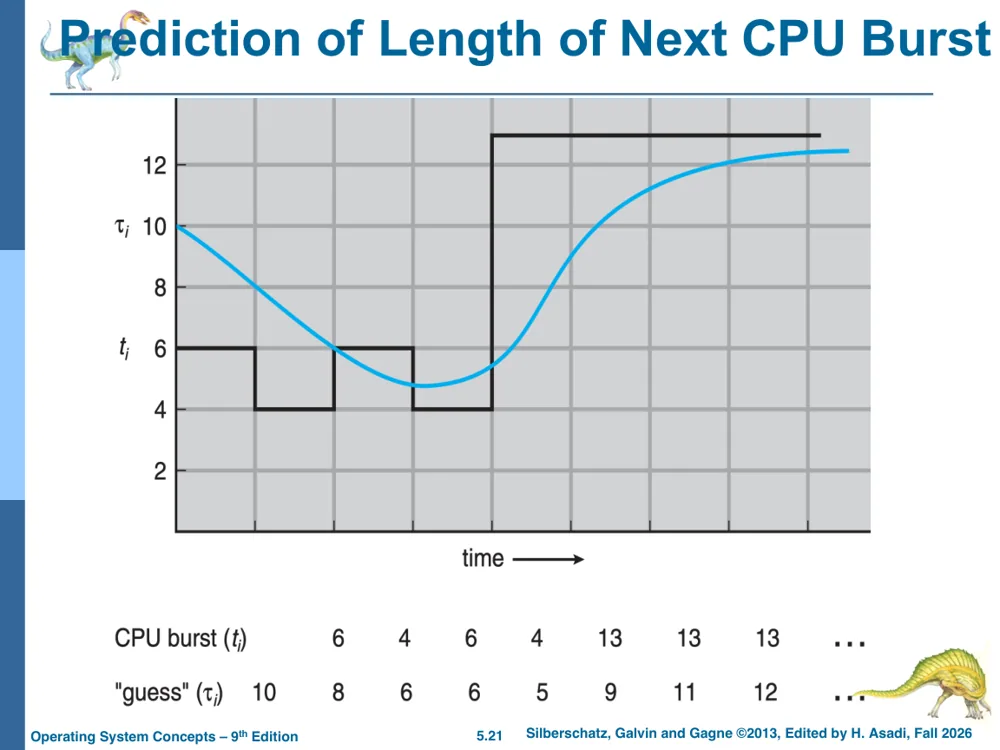 Prediction of Length of Next CPU Burst
12
τi 10
8
ti 6
4
2
time
CPU burst (ti) 6 4 6 4 13 13 13 ...
"guess" (τi) 10 8 6 6 5 9 11 12 ...
Operating System Concepts – 9th Edition 5.21 Silberschatz, Galvin and Gagne ©2013, Edited by H. Asadi, Fall 2026